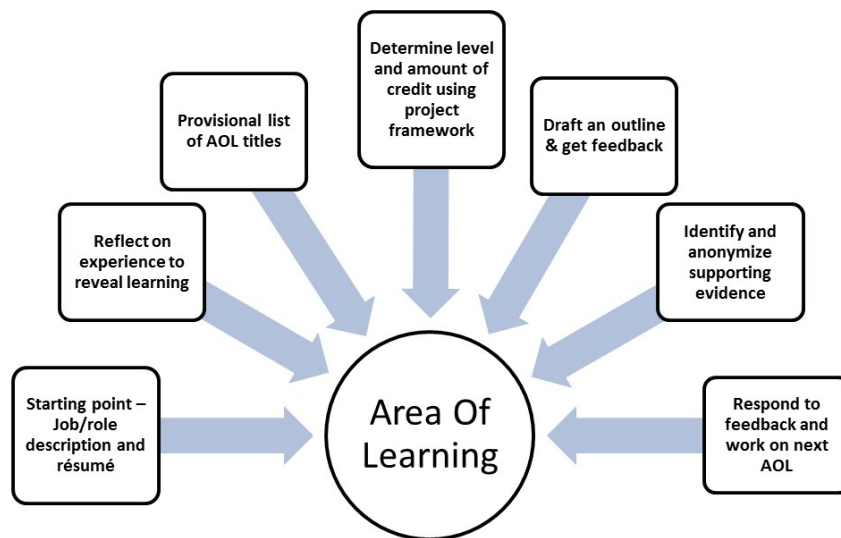 Starting point –
Job/role
description and
résumé
Reflect on
experience to
reveal learning
Provisional list
of AOL titles
Determine level
and amount of
credit using
project
framework
Draft an outline
& get feedback
Identify and
anonymize
supporting
evidence
Respond to
feedback and
work on next
AOL
Area Of
Learning